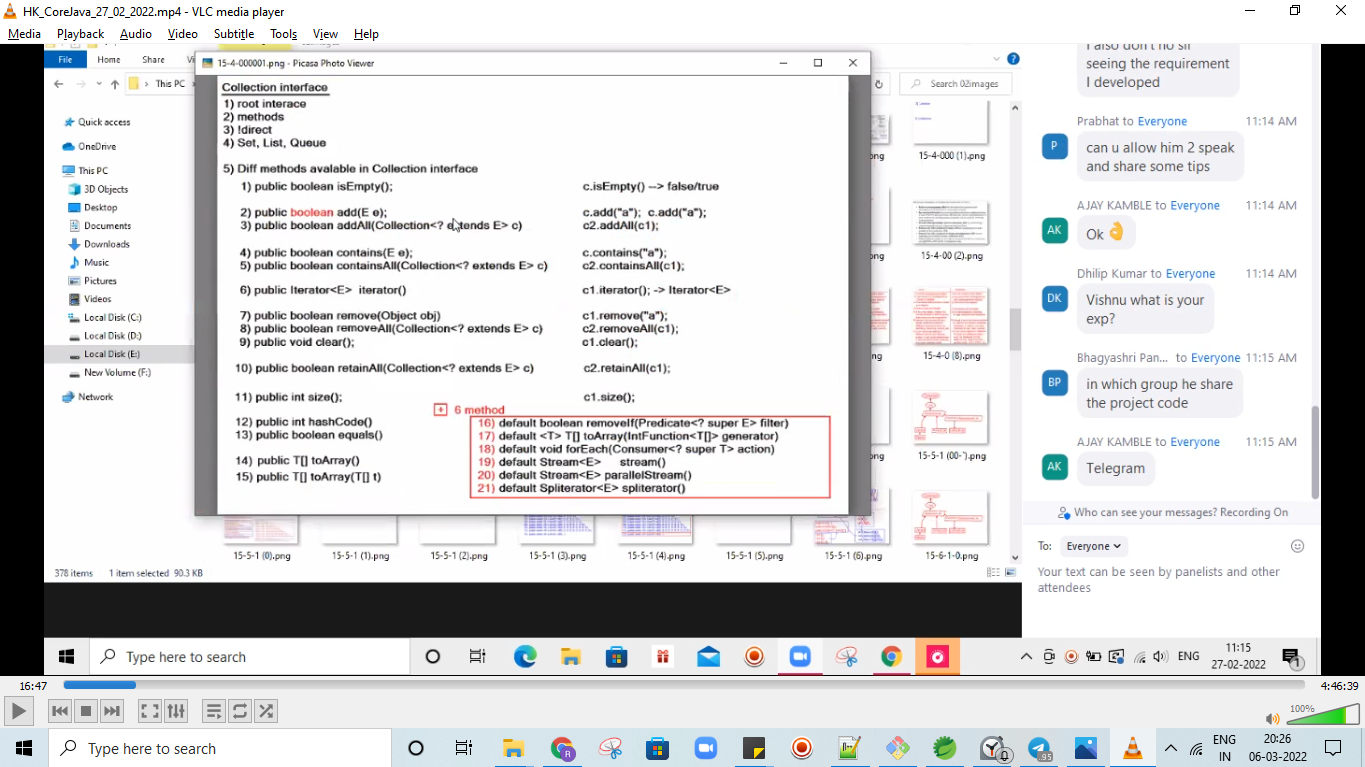 HK_CoreJava_27_02_2022.mp4 - VLC media player
Media Playback Audio Video Subtitle Tools View Help
File Home Share
15-4-000001.png - Picasa Photo Viewer
This PC
Search 02images
Quick access
OneDrive
This PC
3D Objects
Desktop
Documents
Downloads
Music
Pictures
Videos
Local Disk (C:)
Local Disk (D:)
Local Disk (E:)
New Volume (F:)
Network
Collection interface
1) root interace
2) methods
3) !direct
4) Set, List, Queue
5) Diff methods avalable in Collection interface
1) public boolean isEmpty(); c.isEmpty() --> false/true
2) public boolean add(E e); c.add("a"); c.add("a");
3) public boolean addAll(Collection<? extends E> c) c2.addAll(c1);
4) public boolean contains(E e); c.contains("a");
5) public boolean containsAll(Collection<? extends E> c) c2.containsAll(c1);
6) public Iterator<E> iterator() c1.iterator(); -> Iterator<E>
7) public boolean remove(Object obj) c1.remove("a");
8) public boolean removeAll(Collection<? extends E> c) c2.removeAll(c1);
9) public void clear(); c1.clear();
10) public boolean retainAll(Collection<? extends E> c) c2.retainAll(c1);
11) public int size(); c1.size();
12) public int hashCode()
13) public boolean equals()
14) public T[] toArray()
15) public T[] toArray(T[] t)
+ 6 method
16) default boolean removeIf(Predicate<? super E> filter)
17) default <T> T[] toArray(IntFunction<T[]> generator)
18) default void forEach(Consumer<? super T> action)
19) default Stream<E> stream()
20) default Stream<E> parallelStream()
21) default Spliterator<E> spliterator()
15-4-000 (1).png
15-4-00 (2).png
15-4-0 (8).png
15-5-1 (00-').png
15-5-1 (0).png 15-5-1 (1).png 15-5-1 (2).png 15-5-1 (3).png 15-5-1 (4).png 15-5-1 (5).png 15-5-1 (6).png 15-6-1-0.png
378 items 1 item selected 90.3 KB
I also don't no sir
seeing the requirement
I developed
Prabhat to Everyone 11:14 AM
P
can u allow him 2 speak
and share some tips
AJAY KAMBLE to Everyone 11:14 AM
AK
Ok 👌
Dhilip Kumar to Everyone 11:14 AM
DK
Vishnu what is your
exp?
Bhagyashri Pan... to Everyone 11:15 AM
BP
in which group he share
the project code
AJAY KAMBLE to Everyone 11:15 AM
AK
Telegram
Who can see your messages? Recording On
To: Everyone
Your text can be seen by panelists and other
attendees
Type here to search
ENG
11:15
27-02-2022
1
16:47
4:46:39
100%
Type here to search
R
.95
ENG
IN
20:26
06-03-2022